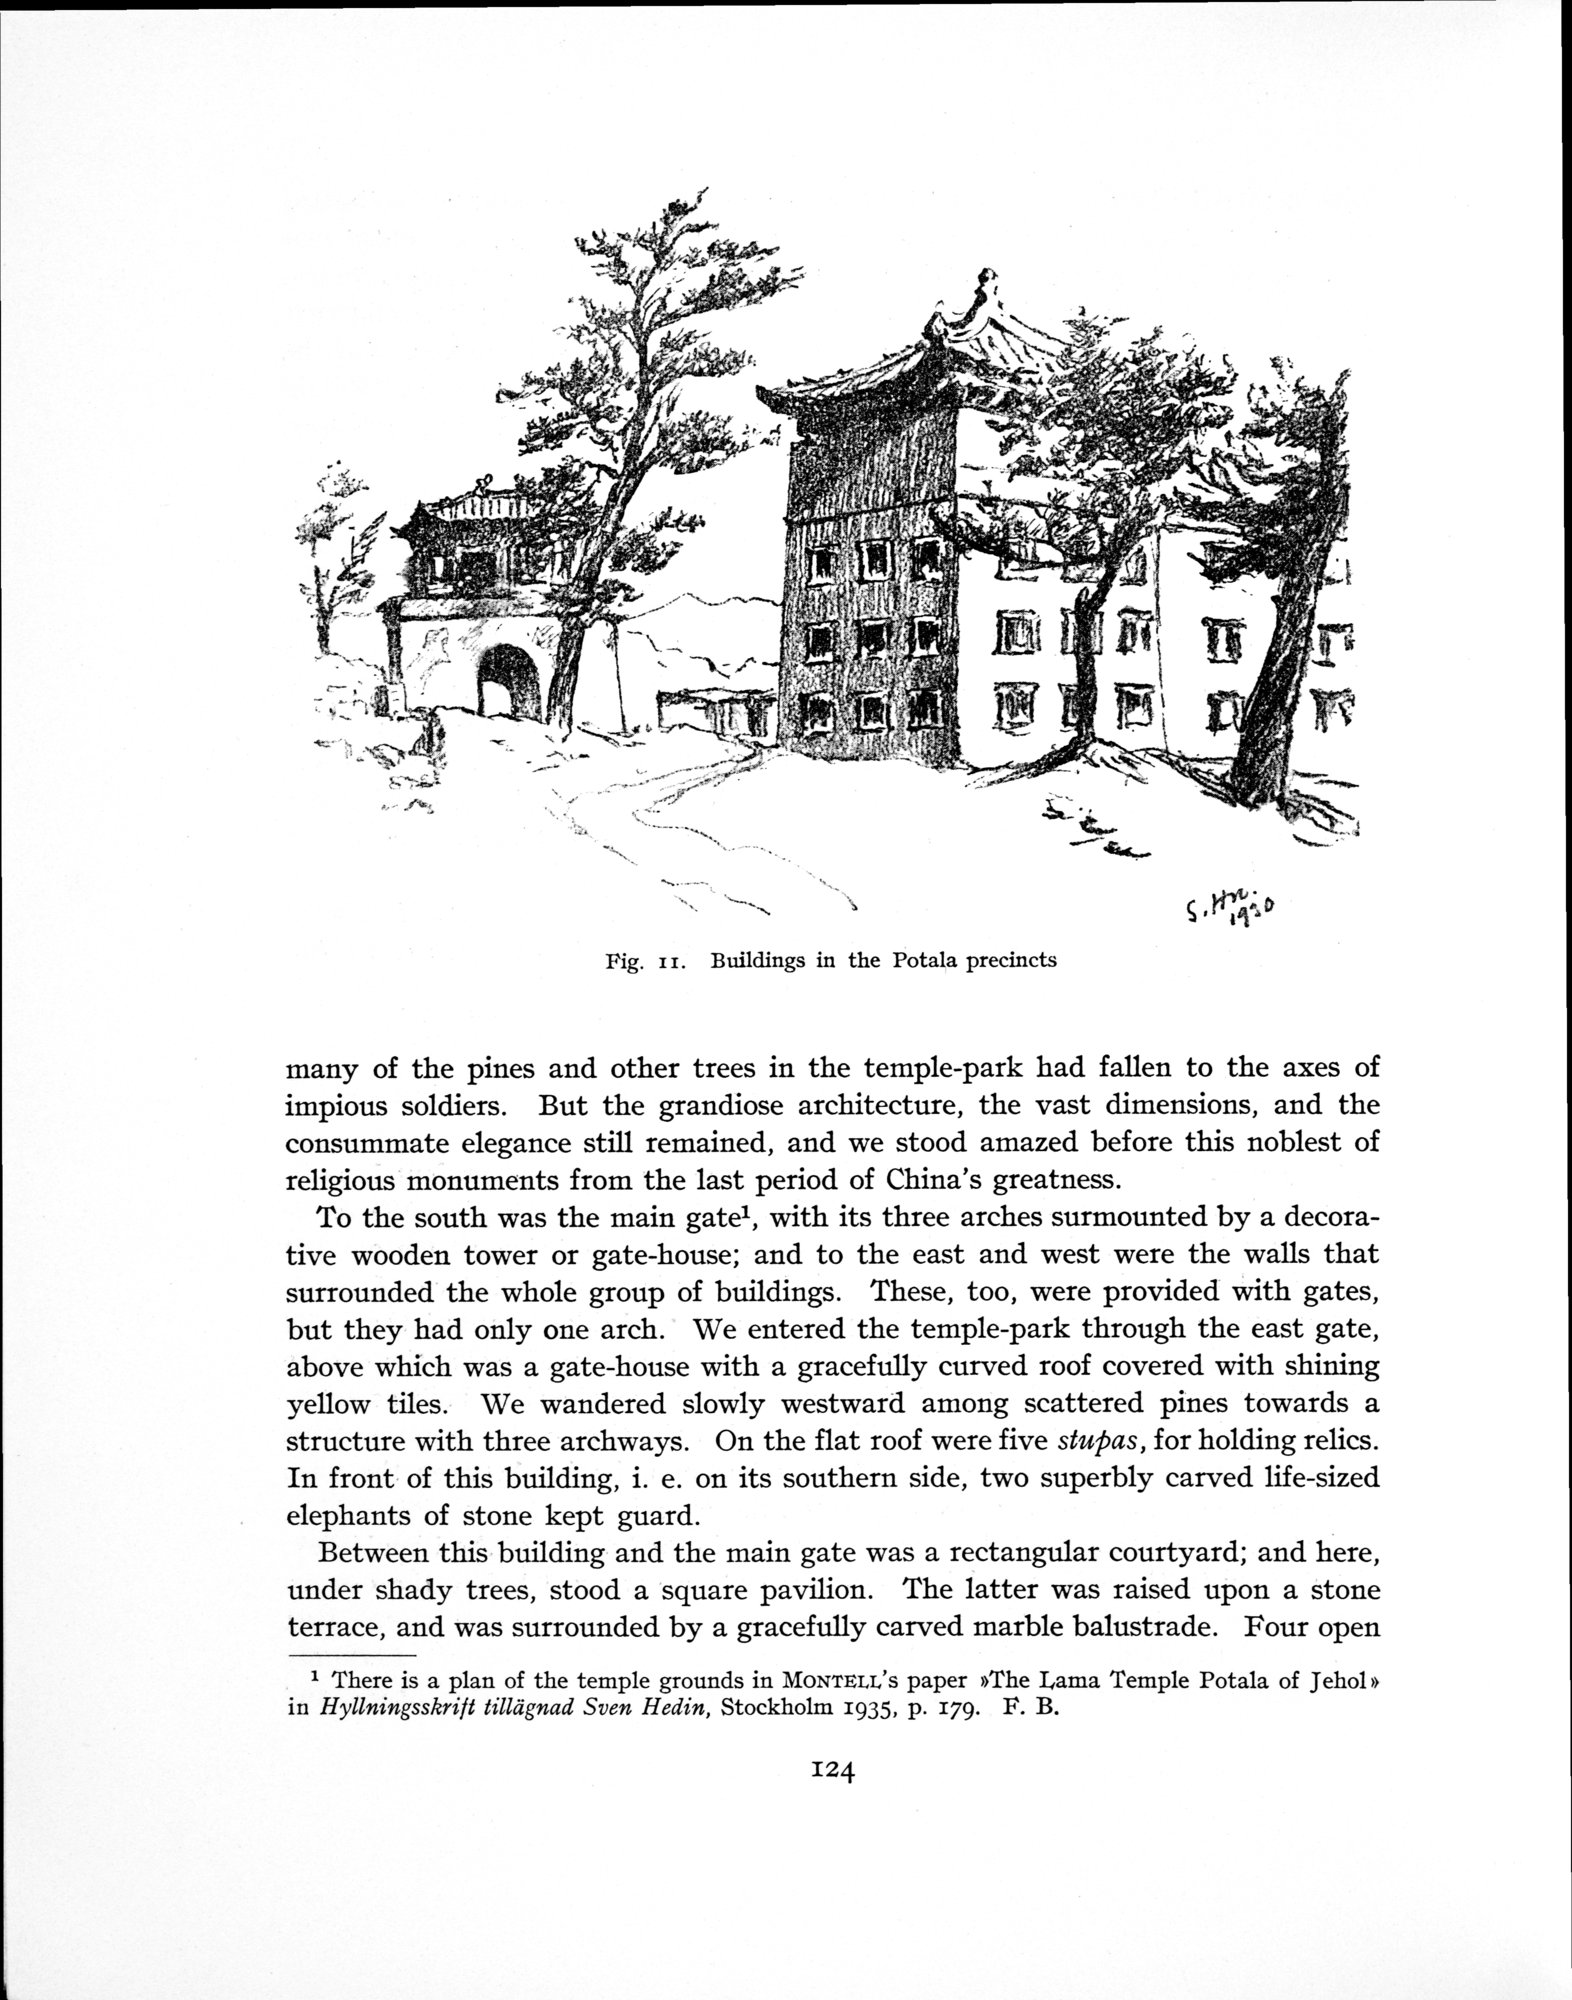 S. Hn.
1930
Fig. 11. Buildings in the Potala precincts
many of the pines and other trees in the temple-park had fallen to the axes of
impious soldiers. But the grandiose architecture, the vast dimensions, and the
consummate elegance still remained, and we stood amazed before this noblest of
religious monuments from the last period of China's greatness.
To the south was the main gate¹, with its three arches surmounted by a decora-
tive wooden tower or gate-house; and to the east and west were the walls that
surrounded the whole group of buildings. These, too, were provided with gates,
but they had only one arch. We entered the temple-park through the east gate,
above which was a gate-house with a gracefully curved roof covered with shining
yellow tiles. We wandered slowly westward among scattered pines towards a
structure with three archways. On the flat roof were five stupas, for holding relics.
In front of this building, i. e. on its southern side, two superbly carved life-sized
elephants of stone kept guard.
Between this building and the main gate was a rectangular courtyard; and here,
under shady trees, stood a square pavilion. The latter was raised upon a stone
terrace, and was surrounded by a gracefully carved marble balustrade. Four open
¹ There is a plan of the temple grounds in MONTELL's paper »The Lama Temple Potala of Jehol»
in Hyllningsskrift tillägnad Sven Hedin, Stockholm 1935, p. 179. F. B.
124